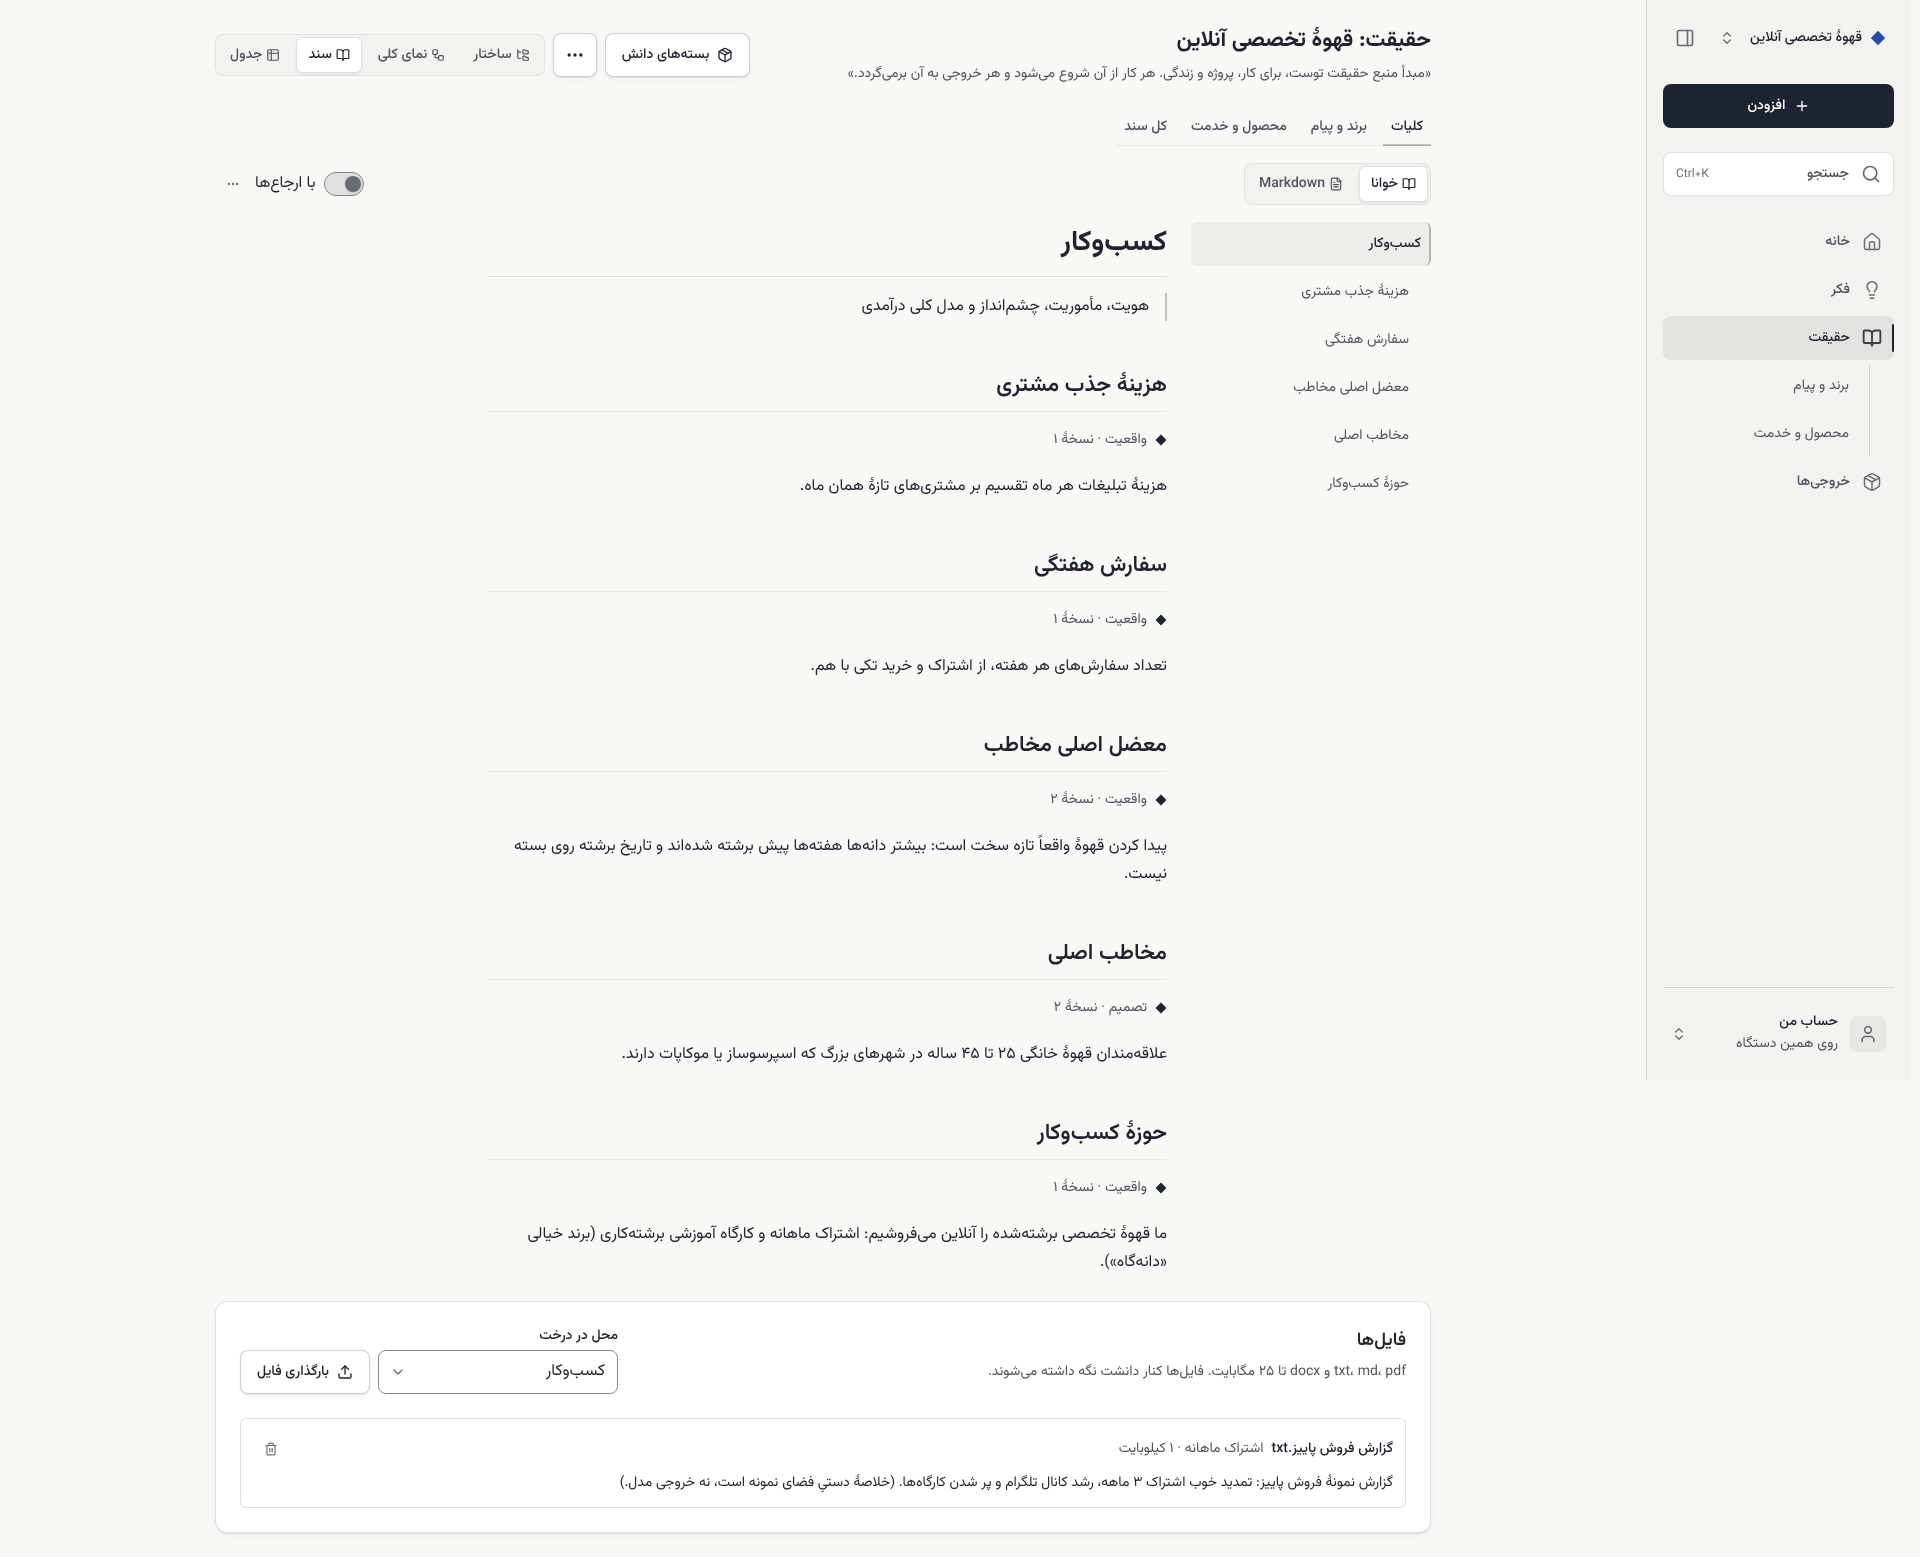 قهوهٔ تخصصی آنلاین
افزودن
جستجو Ctrl+K
خانه
فکر
حقیقت
برند و پیام
محصول و خدمت
خروجی‌ها
حساب من
روی همین دستگاه
حقیقت: قهوهٔ تخصصی آنلاین
«مبدأ منبع حقیقت توست، برای کار، پروژه و زندگی. هر کار از آن شروع می‌شود و هر خروجی به آن برمی‌گردد.»
بسته‌های دانش
ساختار نمای کلی سند جدول
کلیات برند و پیام محصول و خدمت کل سند
خوانا Markdown
با ارجاع‌ها
کسب‌وکار
هزینهٔ جذب مشتری
سفارش هفتگی
معضل اصلی مخاطب
مخاطب اصلی
حوزهٔ کسب‌وکار
کسب‌وکار
هویت، مأموریت، چشم‌انداز و مدل کلی درآمدی
هزینهٔ جذب مشتری
واقعیت · نسخهٔ ۱
هزینهٔ تبلیغات هر ماه تقسیم بر مشتری‌های تازهٔ همان ماه.
سفارش هفتگی
واقعیت · نسخهٔ ۱
تعداد سفارش‌های هر هفته، از اشتراک و خرید تکی با هم.
معضل اصلی مخاطب
واقعیت · نسخهٔ ۲
پیدا کردن قهوهٔ واقعاً تازه سخت است: بیشتر دانه‌ها هفته‌ها پیش برشته شده‌اند و تاریخ برشته روی بسته
نیست.
مخاطب اصلی
تصمیم · نسخهٔ ۲
علاقه‌مندان قهوهٔ خانگی ۲۵ تا ۴۵ ساله در شهرهای بزرگ که اسپرسوساز یا موکاپات دارند.
حوزهٔ کسب‌وکار
واقعیت · نسخهٔ ۱
ما قهوهٔ تخصصی برشته‌شده را آنلاین می‌فروشیم: اشتراک ماهانه و کارگاه آموزشی برشته‌کاری (برند خیالی
«دانه‌گاه»).
فایل‌ها
txt، md، pdf و docx تا ۲۵ مگابایت. فایل‌ها کنار دانشت نگه داشته می‌شوند.
محل در درخت
کسب‌وکار
بارگذاری فایل
گزارش فروش پاییز.txt اشتراک ماهانه · ۱ کیلوبایت
گزارش نمونهٔ فروش پاییز: تمدید خوب اشتراک ۳ ماهه، رشد کانال تلگرام و پر شدن کارگاه‌ها. (خلاصهٔ دستیِ فضای نمونه است، نه خروجی مدل.)